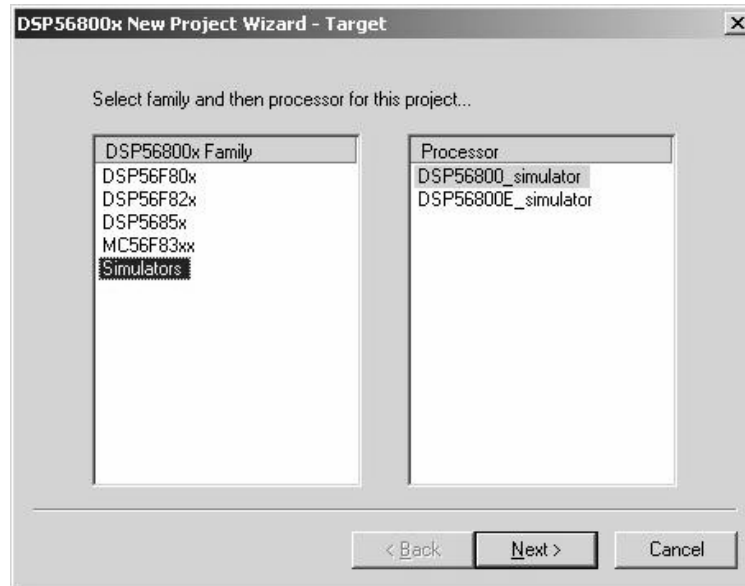 DSP56800x New Project Wizard - Target
Select family and then processor for this project...
DSP56800x Family
DSP56F80x
DSP56F82x
DSP5685x
MC56F83xx
Simulators
Processor
DSP56800_simulator
DSP56800E_simulator
< Back
Next >
Cancel